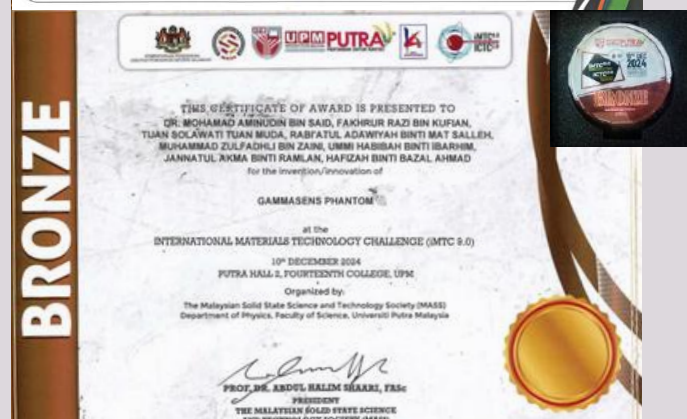 UPM PUTRA
BRONZE
THIS CERTIFICATE OF AWARD IS PRESENTED TO
DR. MOHAMAD AMINUDIN BIN SAID, FAKHRUR RAZI BIN KUFIAN,
TUAN SOLAWATI TUAN MUDA, RABI'ATUL ADAWIYAH BINTI MAT SALLEH,
MUHAMMAD ZULFADHLI BIN ZAINI, UMMI HABIBAH BINTI IBARHIM,
JANNATUL AKMA BINTI RAMLAN, HAFIZAH BINTI BAZAL AHMAD
for the invention/innovation of
GAMMASENS PHANTOM
at the
INTERNATIONAL MATERIALS TECHNOLOGY CHALLENGE (iMTC 9.0)
10th DECEMBER 2024
PUTRA HALL 2, FOURTEENTH COLLEGE, UPM
Organized by:
The Malaysian Solid State Science and Technology Society (MASS)
Department of Physics, Faculty of Science, Universiti Putra Malaysia
PROF. DR. ABDUL HALIM SHAARI, FASc
PRESIDENT
THE MALAYSIAN SOLID STATE SCIENCE
2024
BRONZE